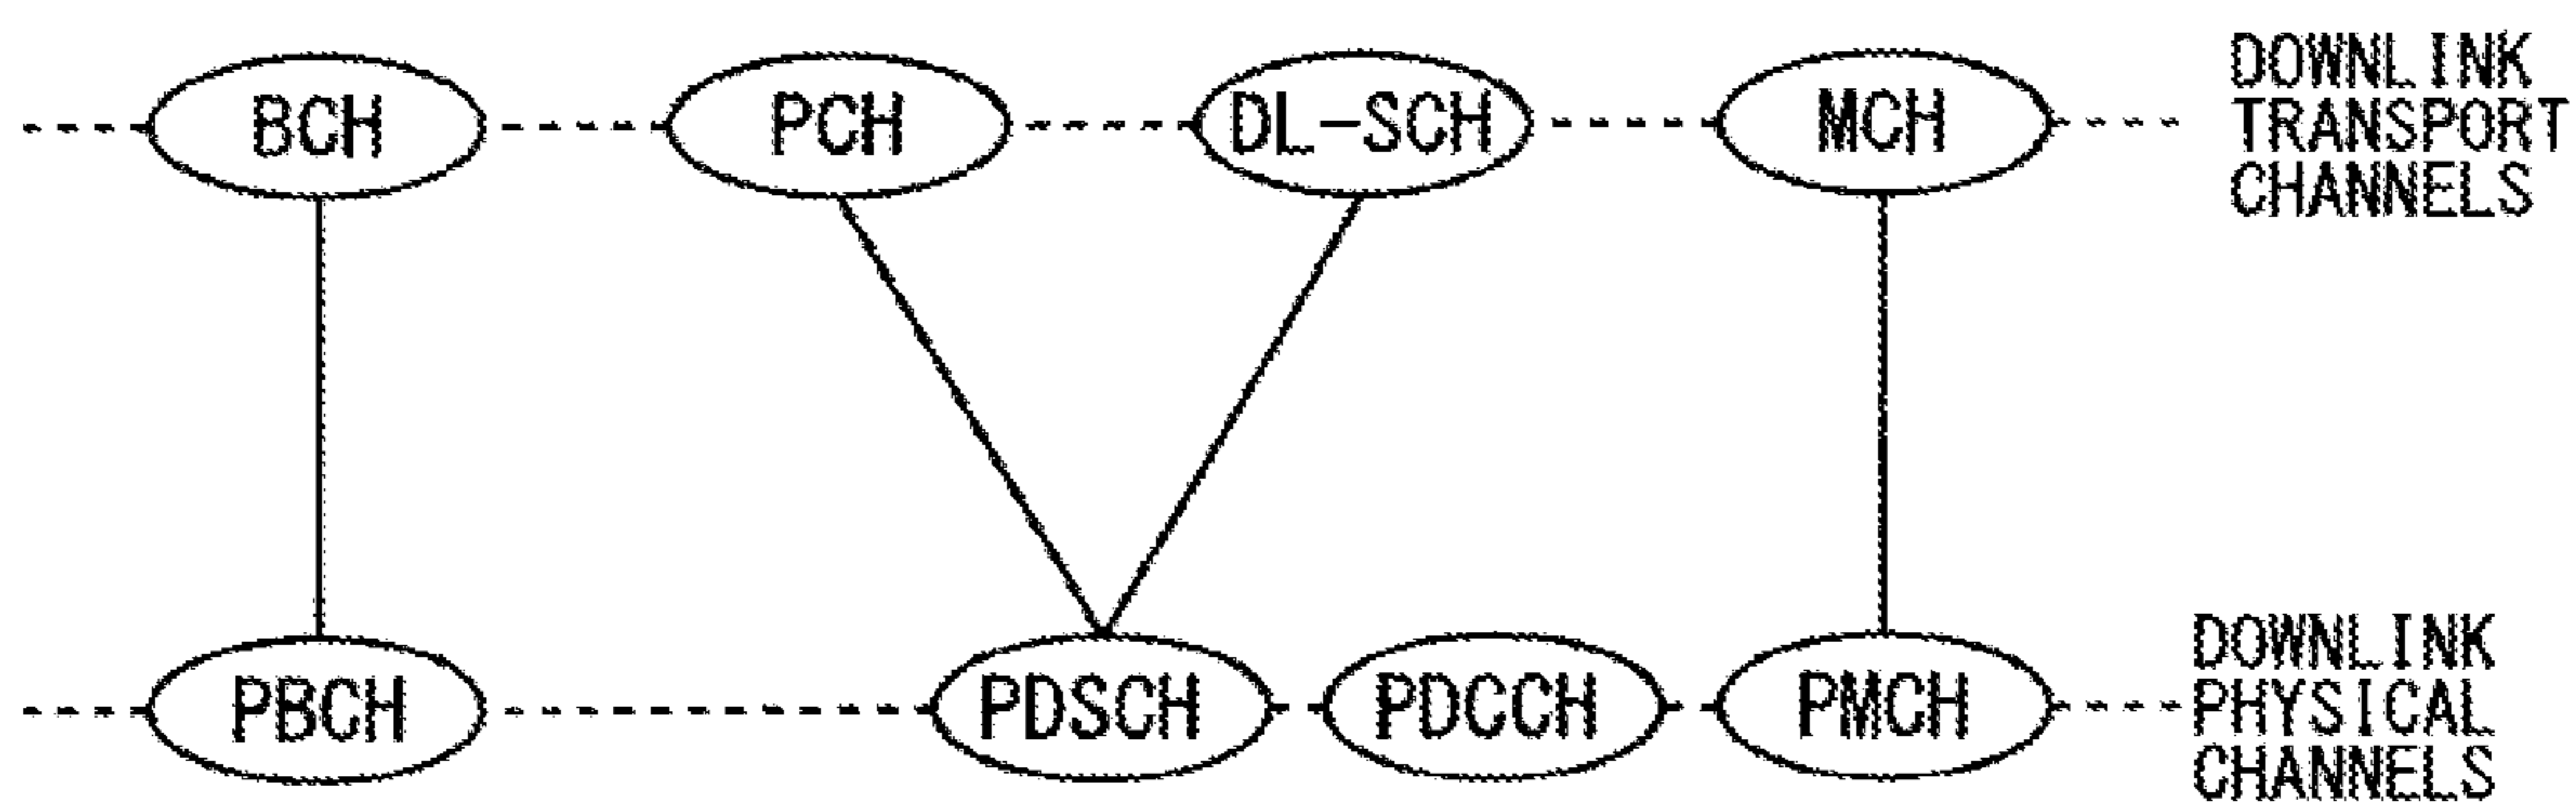 BCH
PCH
DL-SCH
MCH
DOWNLINK
TRANSPORT
CHANNELS
PBCH
PDSCH
PDCCH
PMCH
DOWNLINK
PHYSICAL
CHANNELS